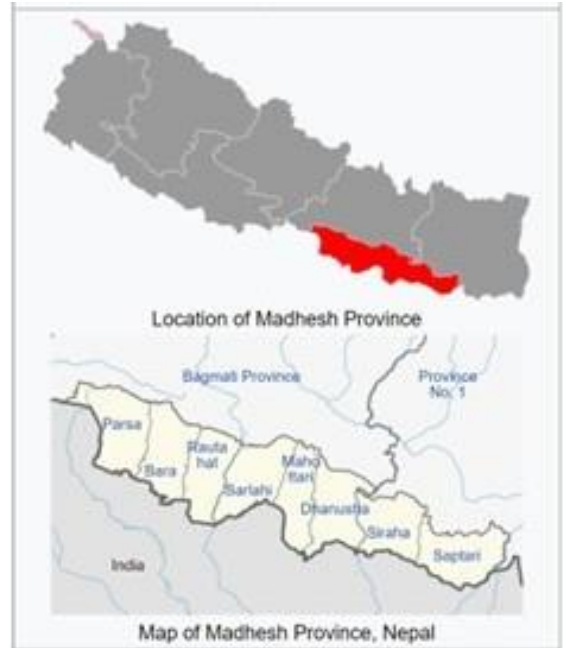 Location of Madhesh Province
Bagmati Province
Province
No. 1
Parsa
Bara
Rauta
hat
Sarlahi
Maho
ttari
Dhanusha
Siraha
Saptari
India
Map of Madhesh Province, Nepal